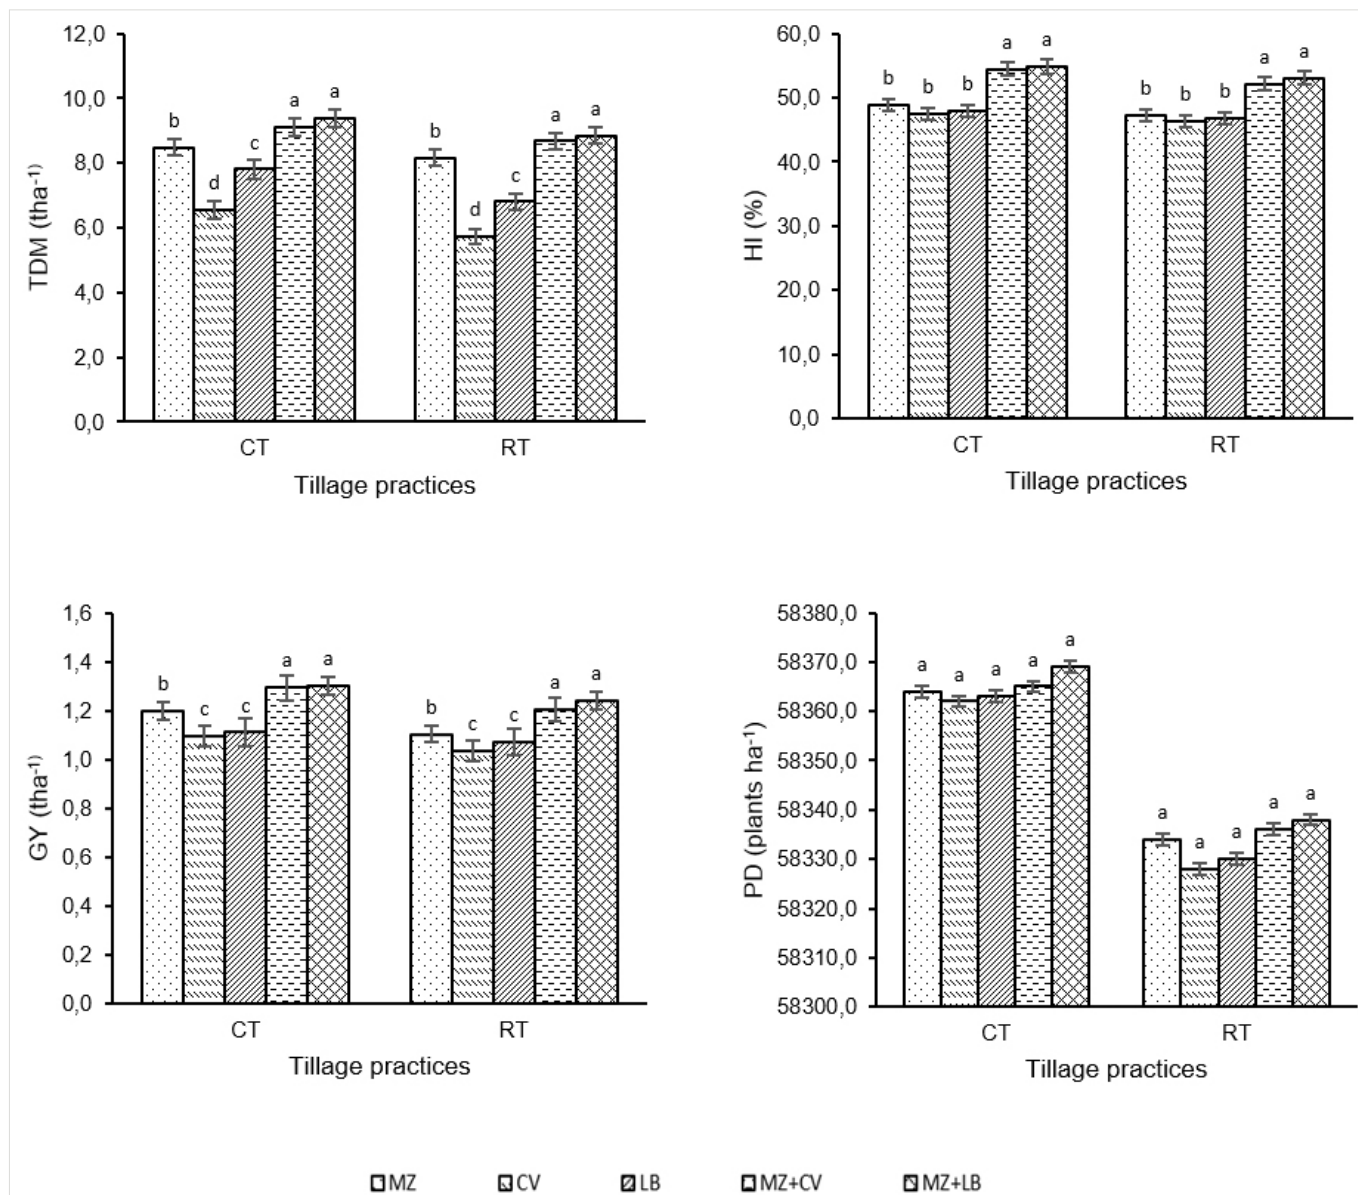 12,0
10,0
8,0
6,0
4,0
2,0
0,0
TDM (tha⁻¹)
b
d
c
a
a
b
d
c
a
a
CT
RT
Tillage practices
60,0
50,0
40,0
30,0
20,0
10,0
0,0
HI (%)
b
b
b
a
a
b
b
b
a
a
CT
RT
Tillage practices
1,6
1,4
1,2
1,0
0,8
0,6
0,4
0,2
0,0
GY (tha⁻¹)
b
c
c
a
a
b
c
c
a
a
CT
RT
Tillage practices
58380,0
58370,0
58360,0
58350,0
58340,0
58330,0
58320,0
58310,0
58300,0
PD (plants ha⁻¹)
a
a
a
a
a
a
a
a
a
a
CT
RT
Tillage practices
MZ
CV
LB
MZ+CV
MZ+LB